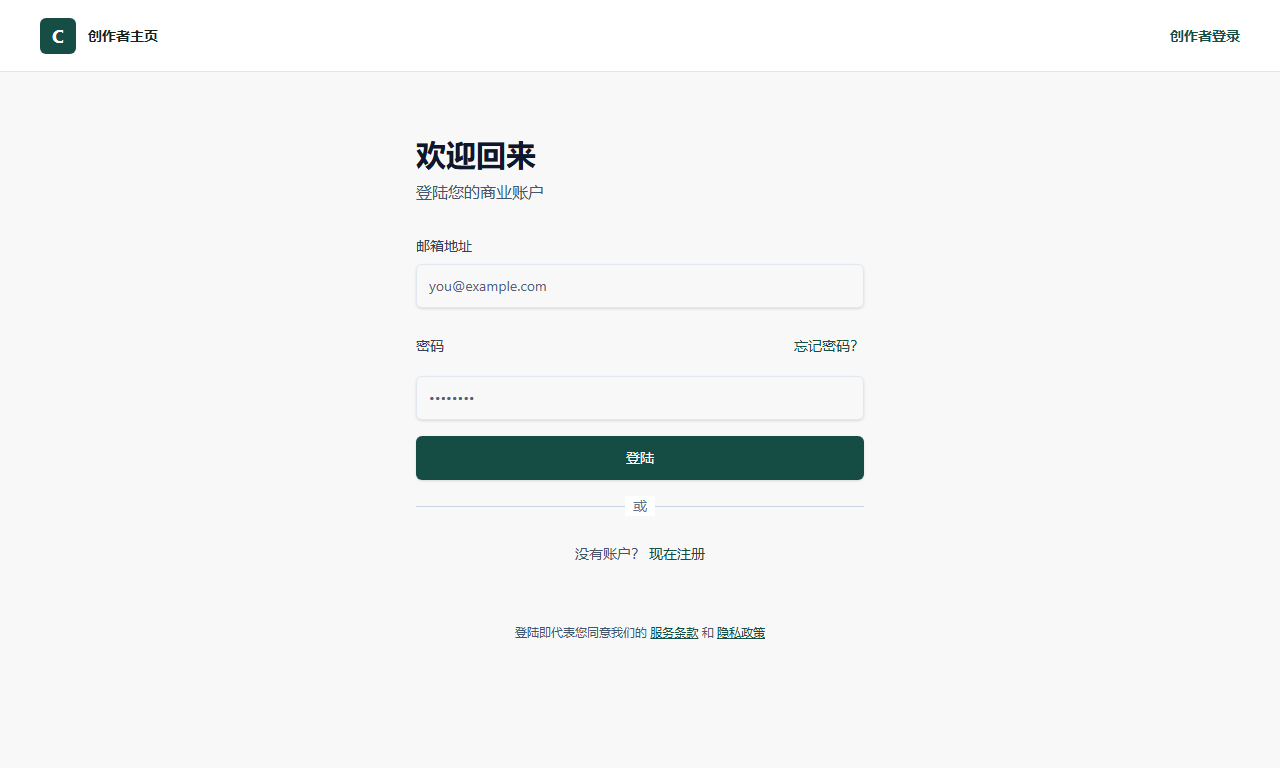 C 创作者主页 创作者登录
欢迎回来
登陆您的商业账户
邮箱地址
you@example.com
密码 忘记密码?
••••••••
登陆
或
没有账户? 现在注册
登陆即代表您同意我们的 服务条款 和 隐私政策